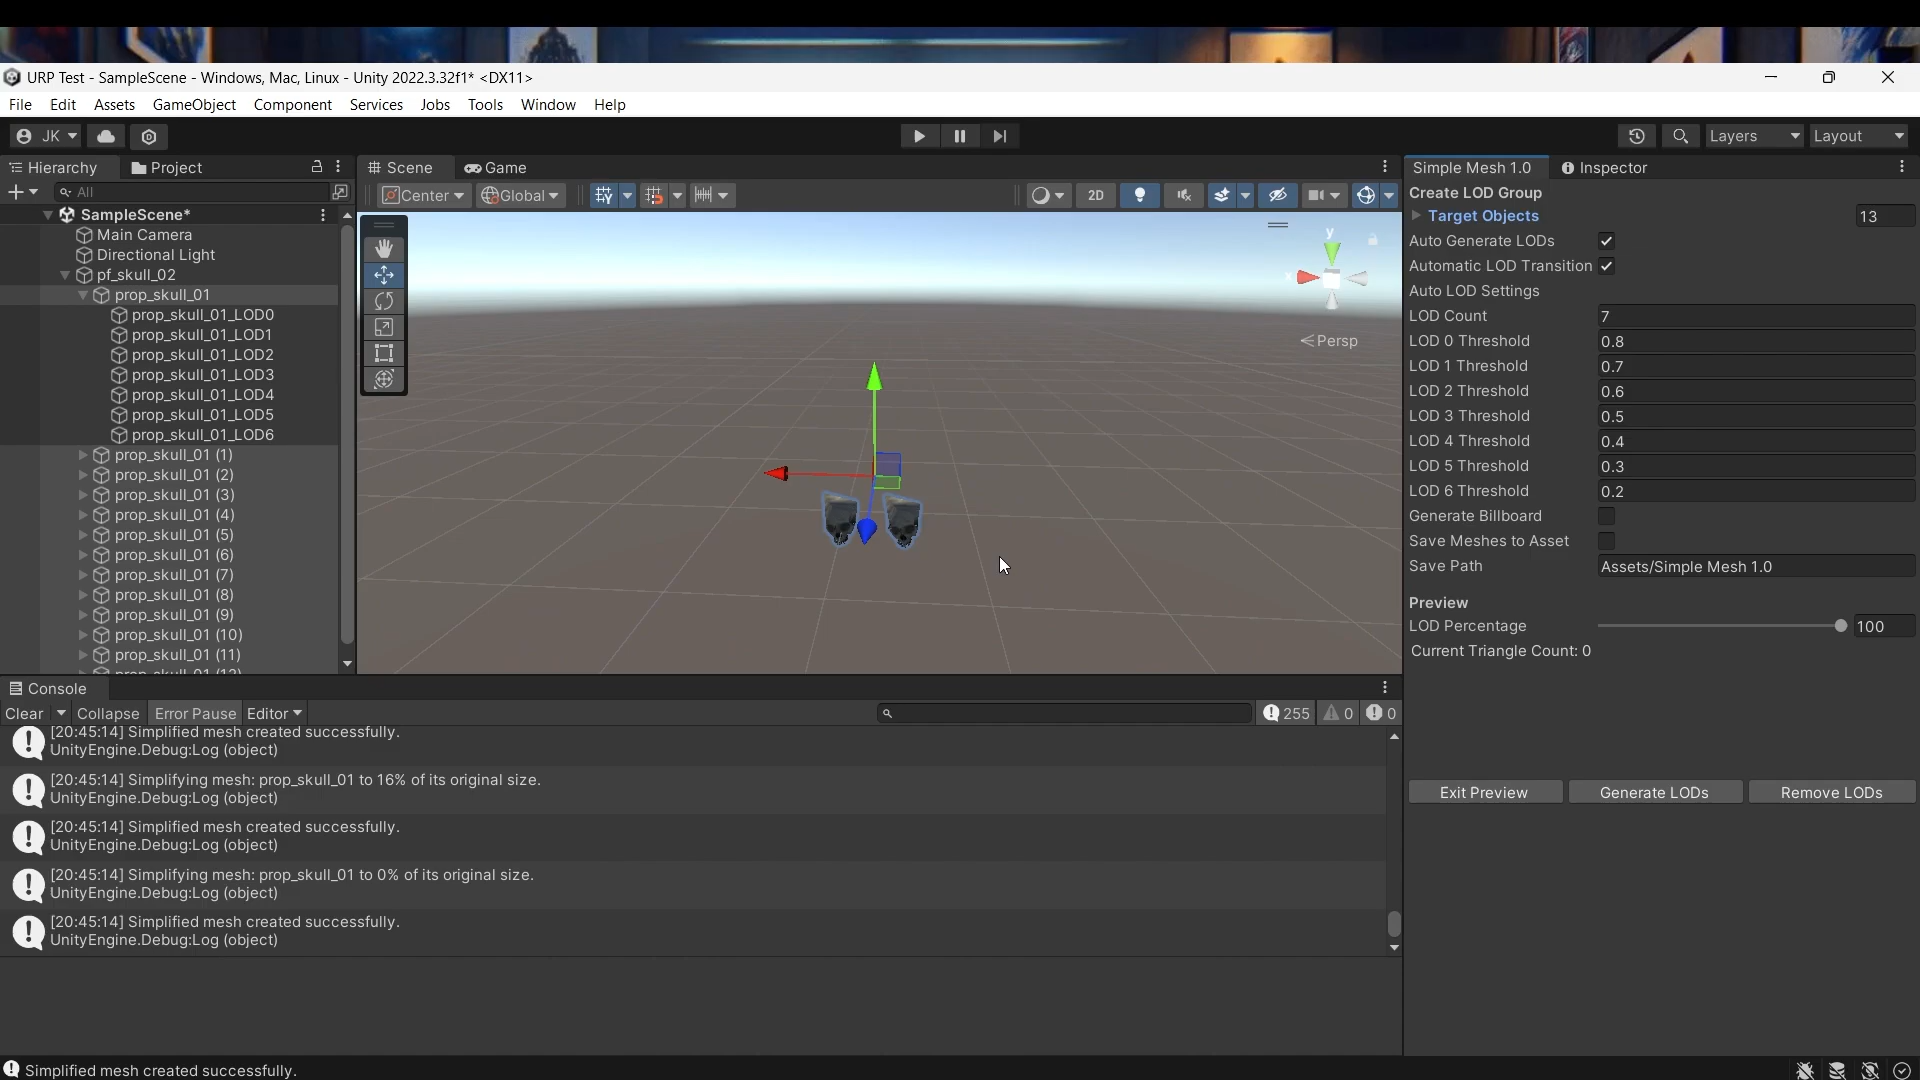 URP Test - SampleScene - Windows, Mac, Linux - Unity 2022.3.32f1* <DX11>
File Edit Assets GameObject Component Services Jobs Tools Window Help
JK Layers Layout
Hierarchy Project
All
SampleScene*
Main Camera
Directional Light
pf_skull_02
prop_skull_01
prop_skull_01_LOD0
prop_skull_01_LOD1
prop_skull_01_LOD2
prop_skull_01_LOD3
prop_skull_01_LOD4
prop_skull_01_LOD5
prop_skull_01_LOD6
prop_skull_01 (1)
prop_skull_01 (2)
prop_skull_01 (3)
prop_skull_01 (4)
prop_skull_01 (5)
prop_skull_01 (6)
prop_skull_01 (7)
prop_skull_01 (8)
prop_skull_01 (9)
prop_skull_01 (10)
prop_skull_01 (11)
prop_skull_01 (12)
Scene Game
Center Global 2D
y
x
Persp
Simple Mesh 1.0 Inspector
Create LOD Group
Target Objects 13
Auto Generate LODs
Automatic LOD Transition
Auto LOD Settings
LOD Count 7
LOD 0 Threshold 0.8
LOD 1 Threshold 0.7
LOD 2 Threshold 0.6
LOD 3 Threshold 0.5
LOD 4 Threshold 0.4
LOD 5 Threshold 0.3
LOD 6 Threshold 0.2
Generate Billboard
Save Meshes to Asset
Save Path Assets/Simple Mesh 1.0
Preview
LOD Percentage 100
Current Triangle Count: 0
Exit Preview Generate LODs Remove LODs
Console
Clear Collapse Error Pause Editor 255 0 0
[20:45:14] Simplified mesh created successfully.
UnityEngine.Debug:Log (object)
[20:45:14] Simplifying mesh: prop_skull_01 to 16% of its original size.
UnityEngine.Debug:Log (object)
[20:45:14] Simplified mesh created successfully.
UnityEngine.Debug:Log (object)
[20:45:14] Simplifying mesh: prop_skull_01 to 0% of its original size.
UnityEngine.Debug:Log (object)
[20:45:14] Simplified mesh created successfully.
UnityEngine.Debug:Log (object)
Simplified mesh created successfully.